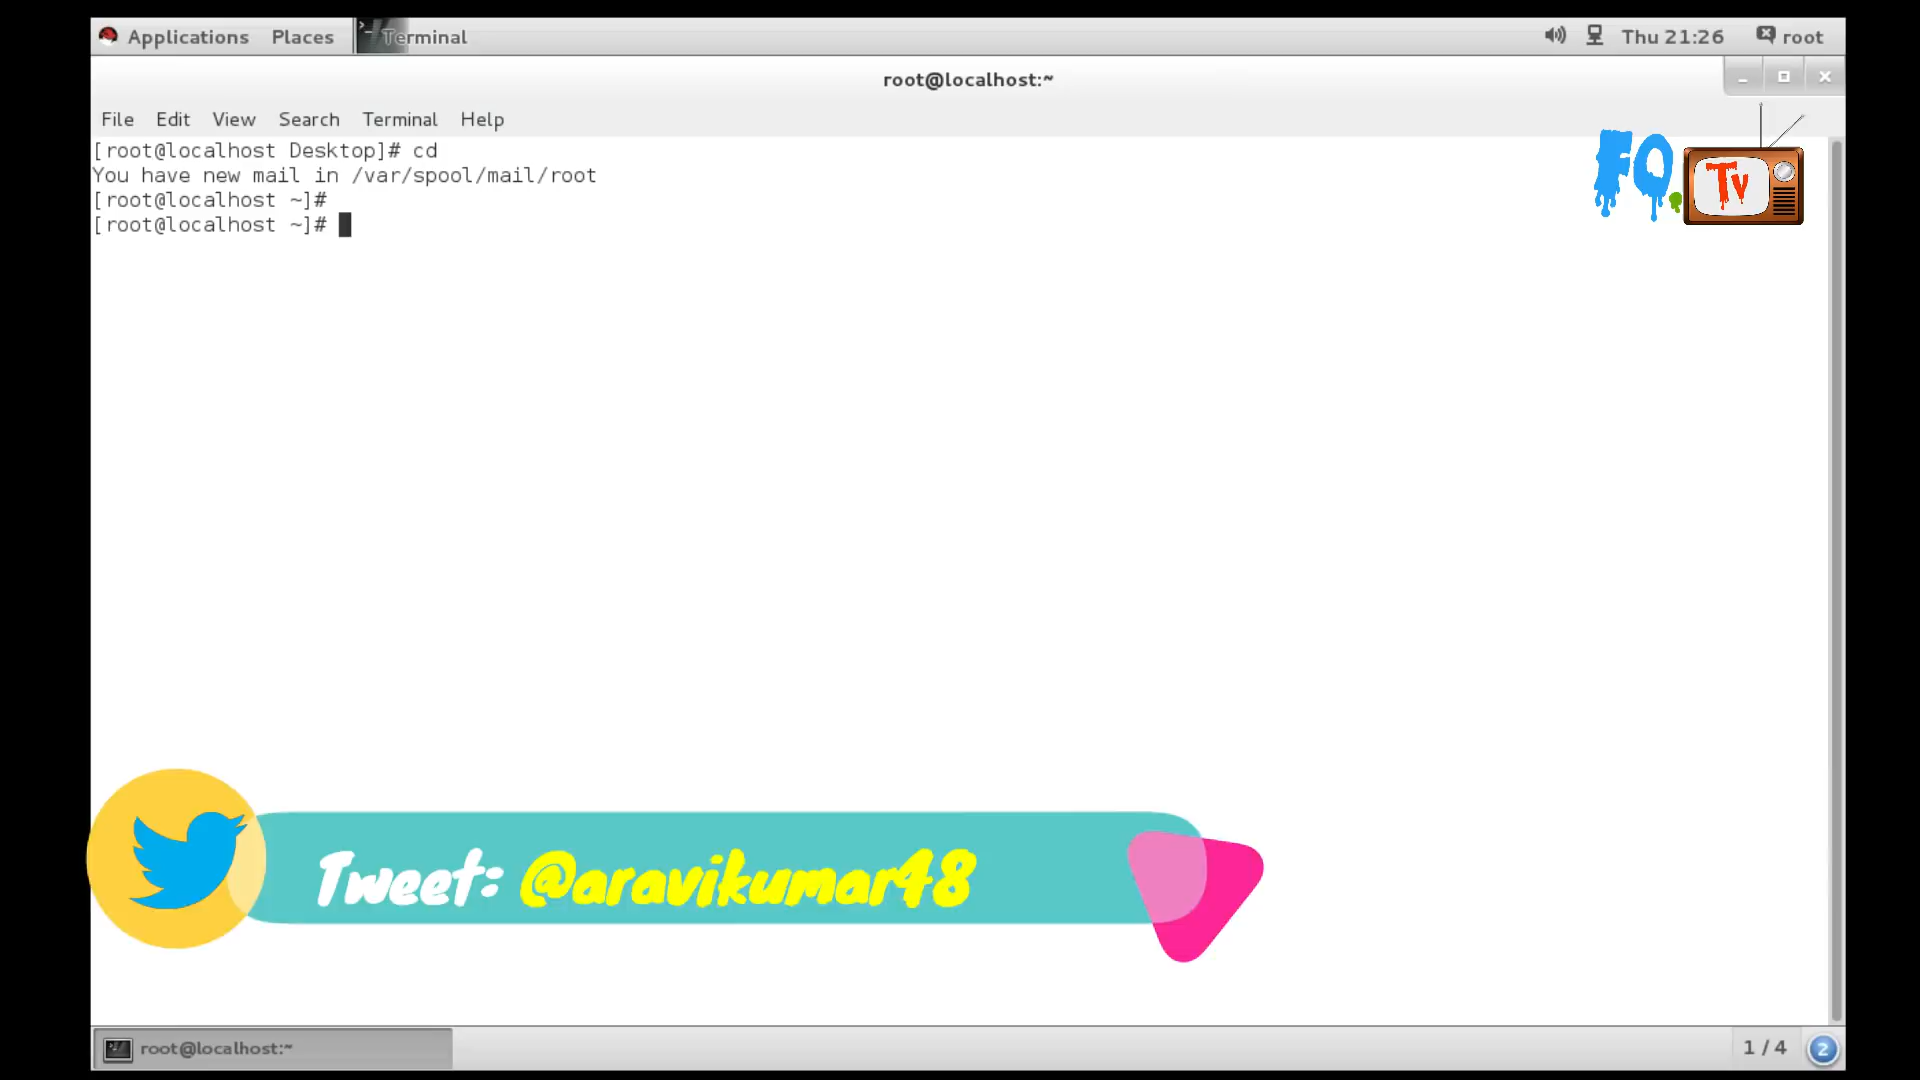 Applications Places Terminal Thu 21:26 root
root@localhost:~
File Edit View Search Terminal Help
[root@localhost Desktop]# cd
You have new mail in /var/spool/mail/root
[root@localhost ~]#
[root@localhost ~]#
FQ. Tv
Tweet: @aravikumar48
root@localhost:~ 1 / 4 2